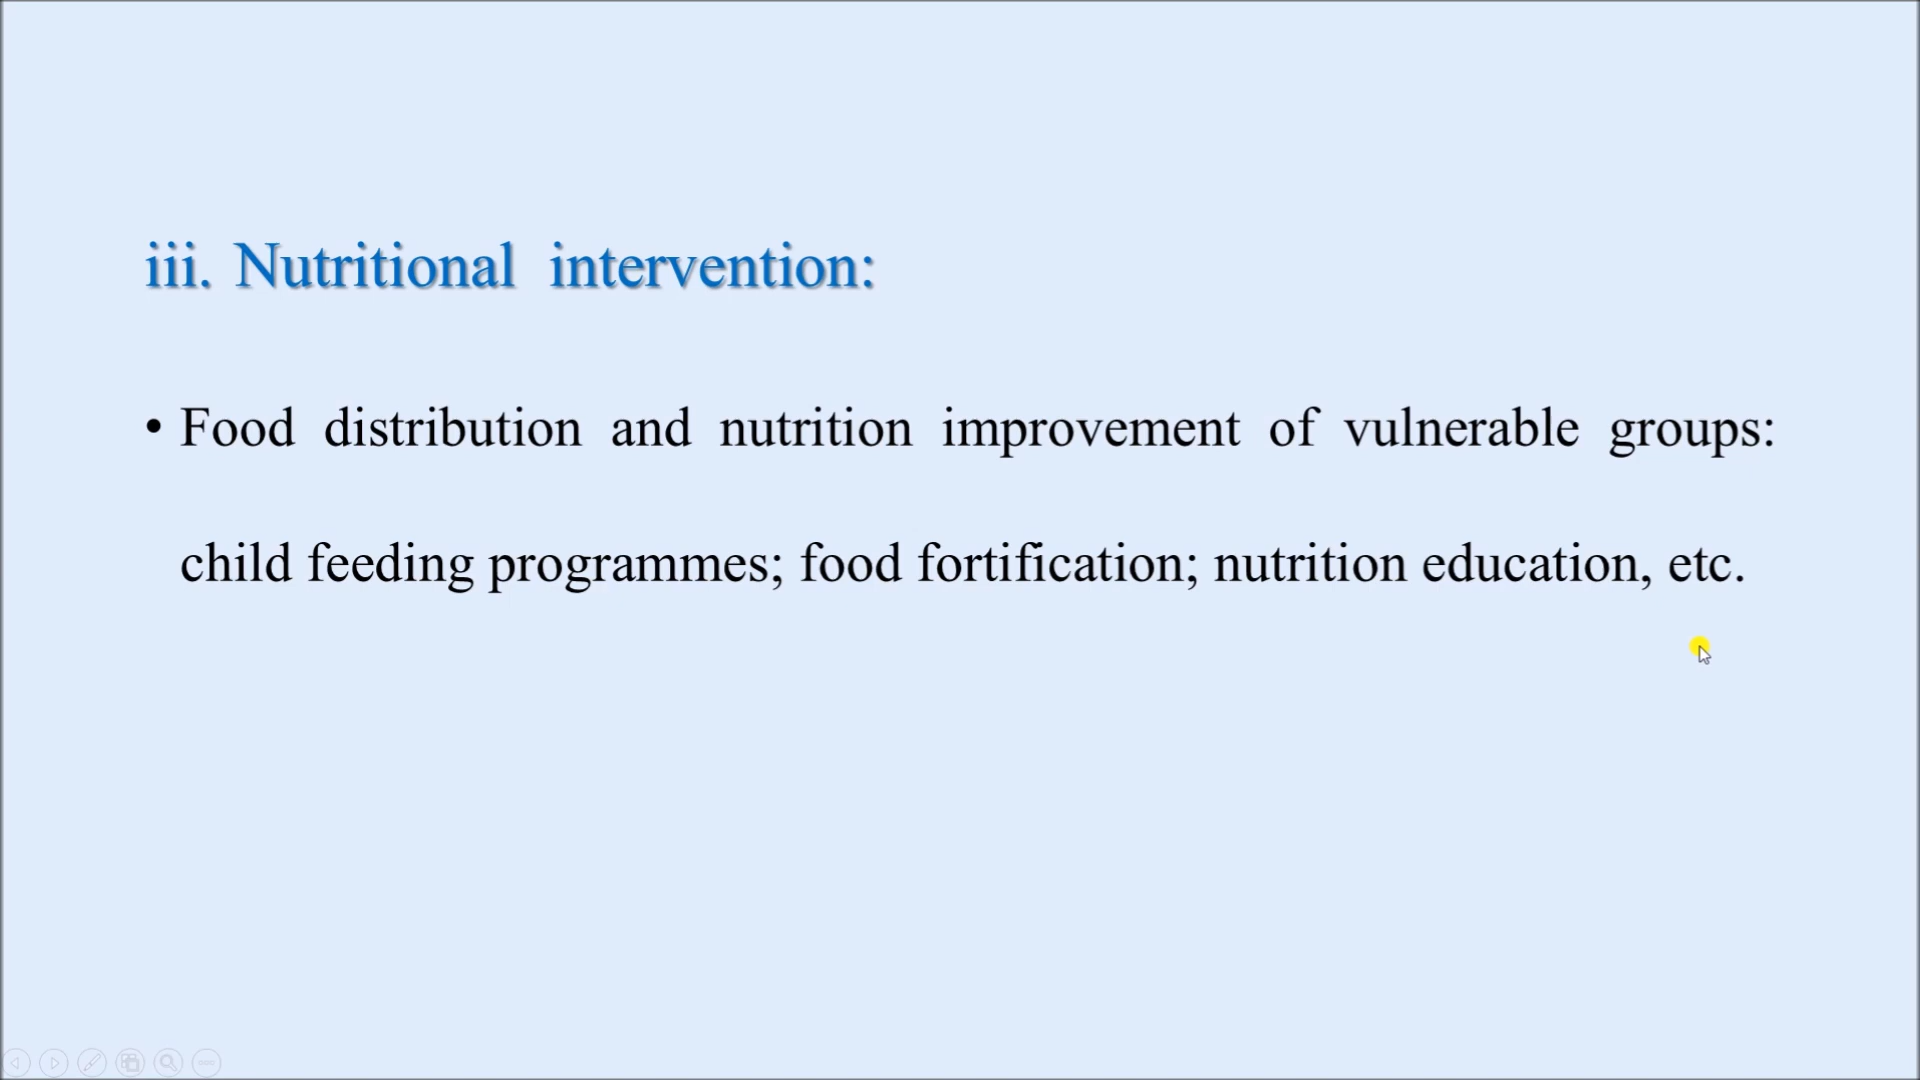 iii. Nutritional intervention:
• Food distribution and nutrition improvement of vulnerable groups:
child feeding programmes; food fortification; nutrition education, etc.